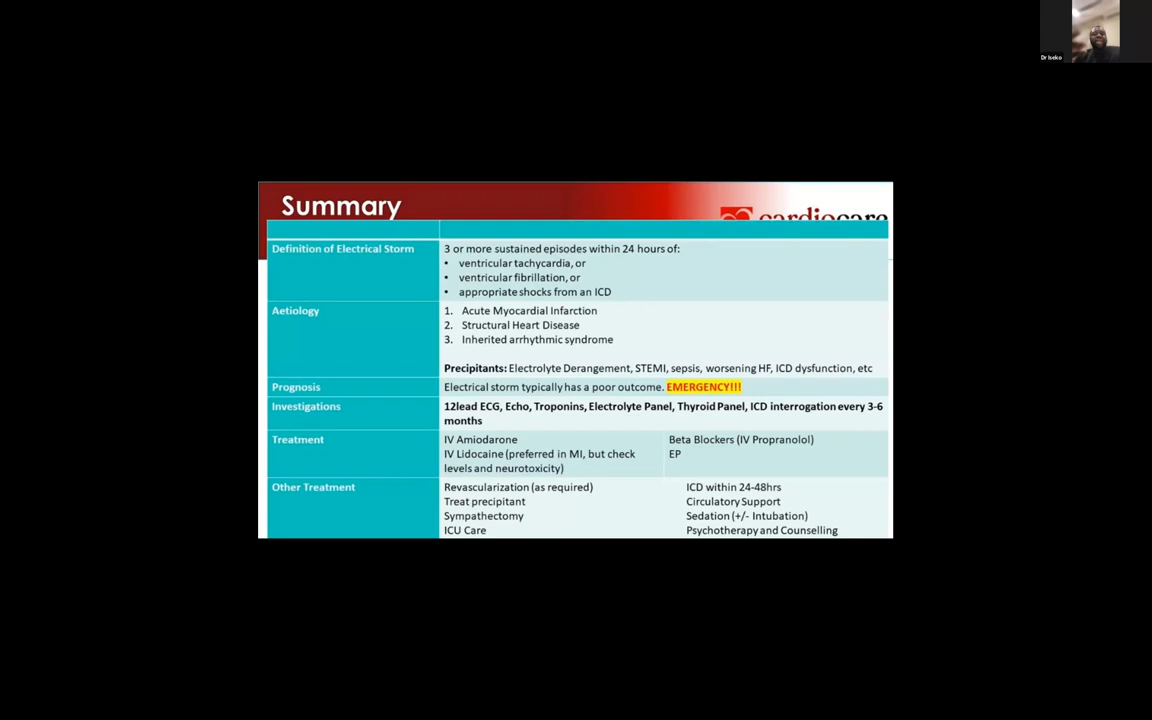 Dr Iseko
Summary
cardiocare
Definition of Electrical Storm
3 or more sustained episodes within 24 hours of:
• ventricular tachycardia, or
• ventricular fibrillation, or
• appropriate shocks from an ICD
Aetiology
1. Acute Myocardial Infarction
2. Structural Heart Disease
3. Inherited arrhythmic syndrome
Precipitants: Electrolyte Derangement, STEMI, sepsis, worsening HF, ICD dysfunction, etc
Prognosis
Electrical storm typically has a poor outcome. EMERGENCY!!!
Investigations
12lead ECG, Echo, Troponins, Electrolyte Panel, Thyroid Panel, ICD interrogation every 3-6
months
Treatment
IV Amiodarone
IV Lidocaine (preferred in MI, but check
levels and neurotoxicity)
Beta Blockers (IV Propranolol)
EP
Other Treatment
Revascularization (as required)
Treat precipitant
Sympathectomy
ICU Care
ICD within 24-48hrs
Circulatory Support
Sedation (+/- Intubation)
Psychotherapy and Counselling